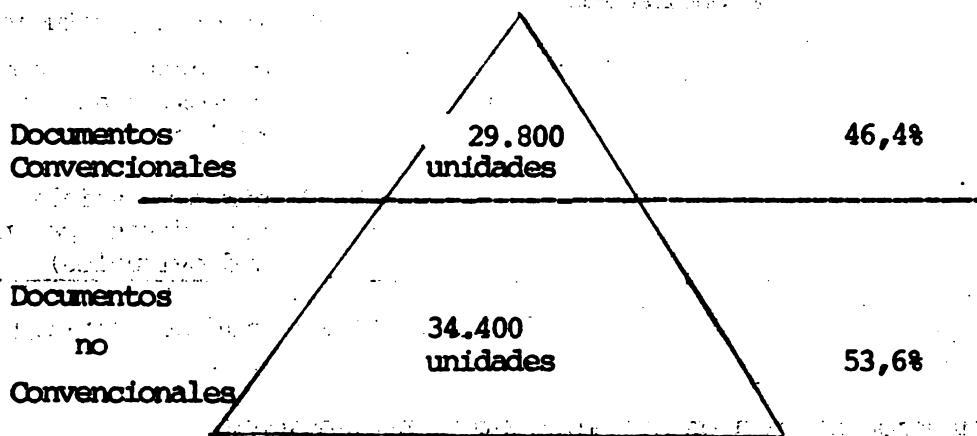 Documentos
Convencionales
29.800
unidades
46,4%
Documentos
no
Convencionales
34.400
unidades
53,6%